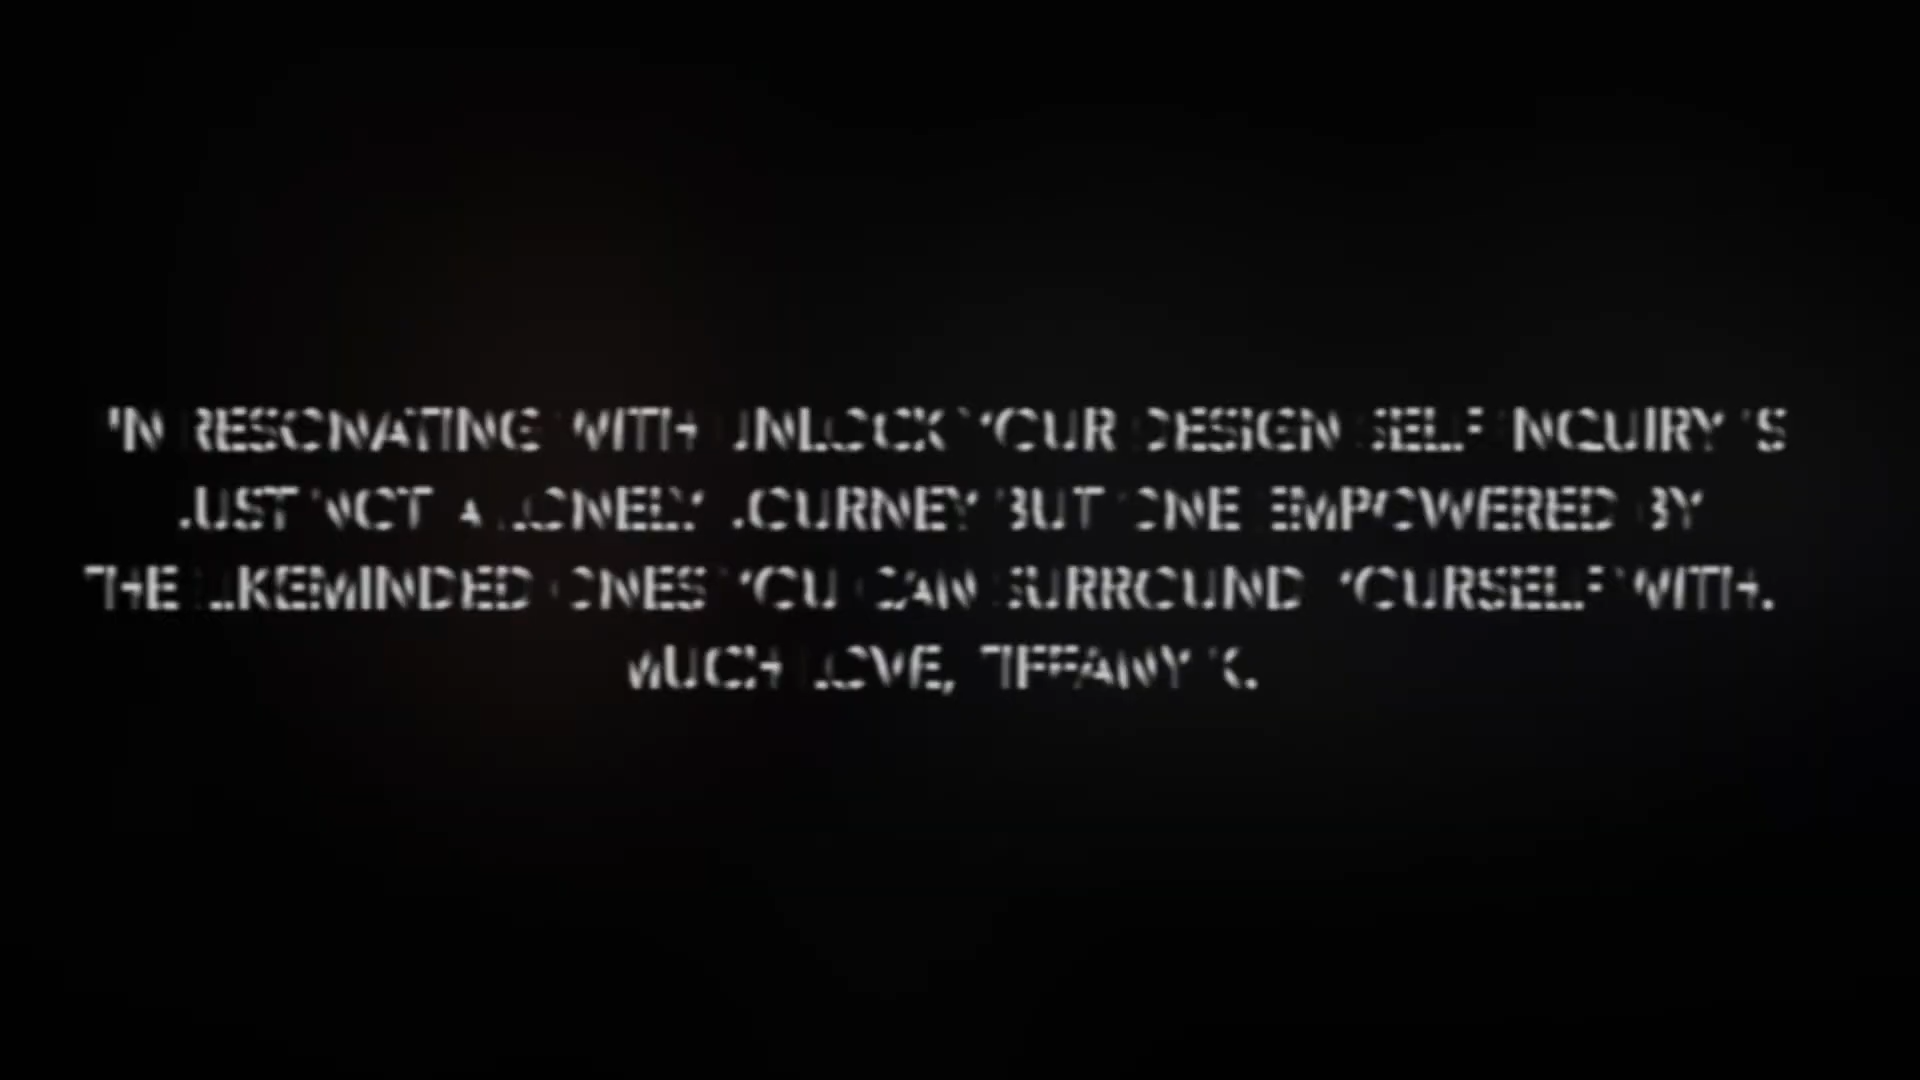 IN RESONATING WITH UNLOCK YOUR DESIGN SELF INQUIRY IS
JUST NOT A LONELY JOURNEY BUT ONE EMPOWERED BY
THE LIKEMINDED ONES YOU CAN SURROUND YOURSELF WITH.
MUCH LOVE, TIFFANY K.